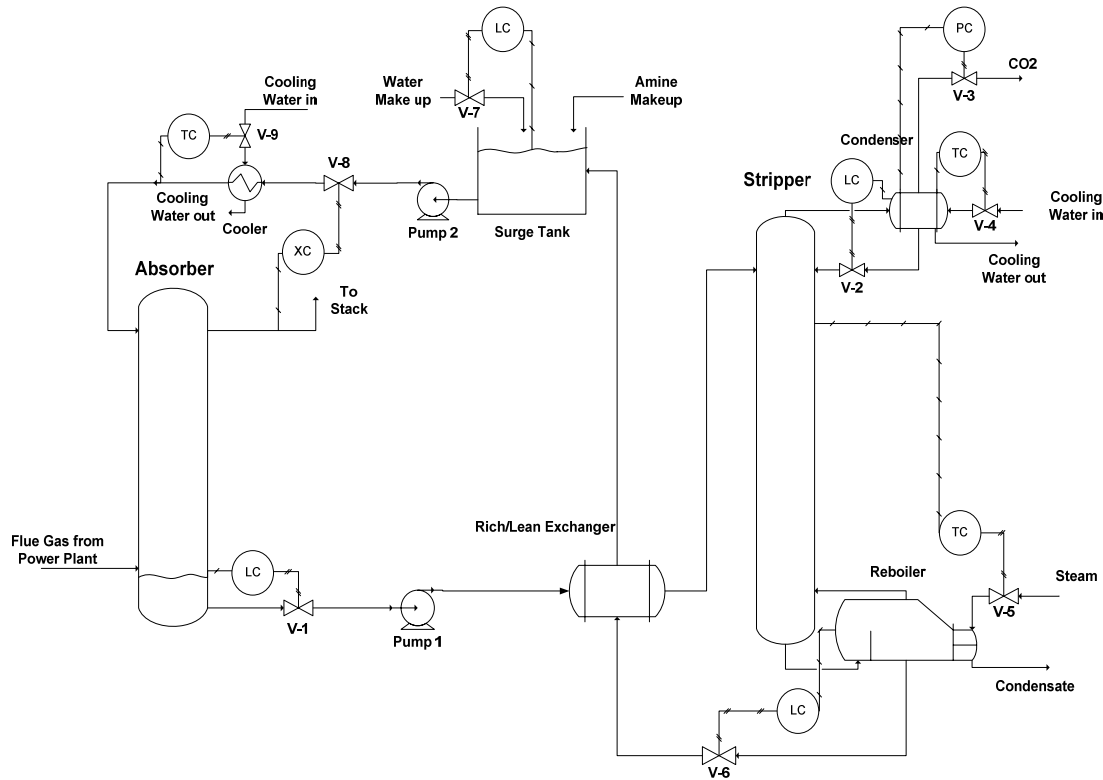 LC
PC
CO2
V-3
Cooling
Water in
Water
Make up
V-7
Amine
Makeup
TC
V-9
V-8
Condenser
TC
LC
Stripper
Cooling
Water in
V-4
Cooling
Water out
Cooler
Pump 2
Surge Tank
Cooling
Water out
V-2
XC
Absorber
To
Stack
Rich/Lean Exchanger
TC
Flue Gas from
Power Plant
LC
Reboiler
Steam
V-5
V-1
Pump 1
Condensate
LC
V-6